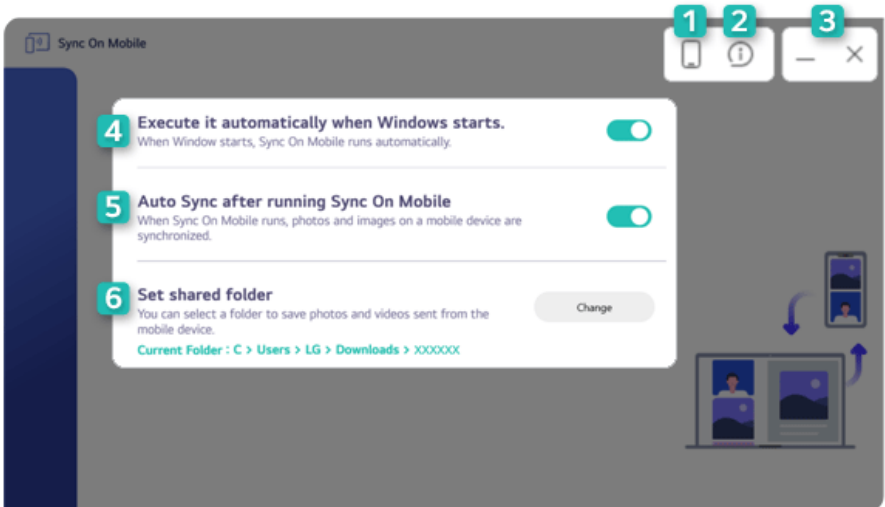 1 2 3
Sync On Mobile
4 Execute it automatically when Windows starts.
When Window starts, Sync On Mobile runs automatically.
5 Auto Sync after running Sync On Mobile
When Sync On Mobile runs, photos and images on a mobile device are
synchronized.
6 Set shared folder
You can select a folder to save photos and videos sent from the
mobile device.
Change
Current Folder : C > Users > LG > Downloads > XXXXXX